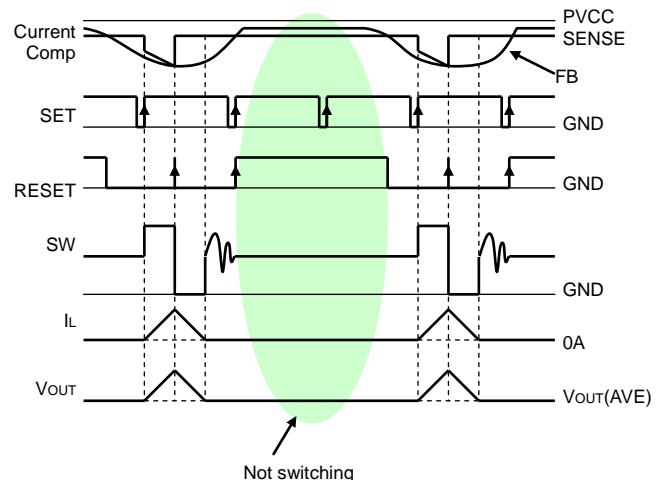 PVCC
Current
Comp
SENSE
FB
SET
GND
RESET
GND
SW
GND
IL
0A
VOUT
VOUT(AVE)
Not switching